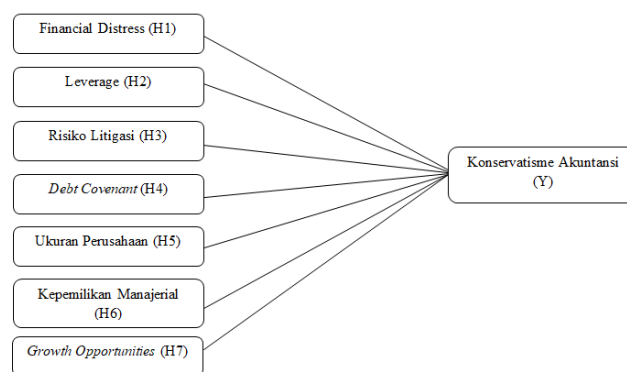 Financial Distress (H1)
Leverage (H2)
Risiko Litigasi (H3)
Debt Covenant (H4)
Ukuran Perusahaan (H5)
Kepemilikan Manajerial
(H6)
Growth Opportunities (H7)
Konservatisme Akuntansi
(Y)